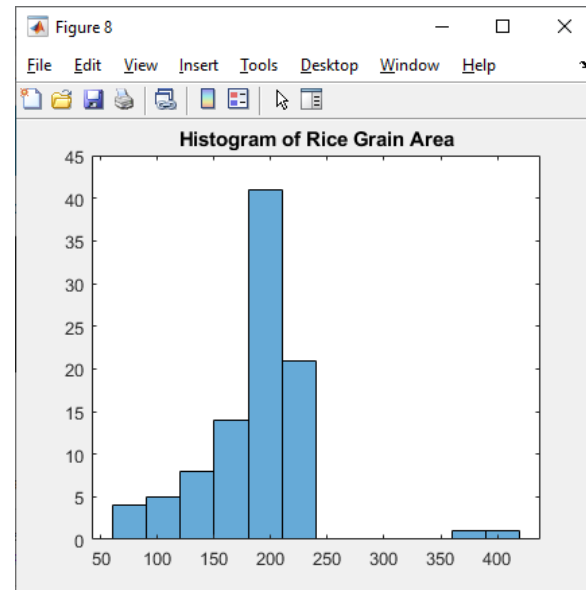 Figure 8
File Edit View Insert Tools Desktop Window Help
Histogram of Rice Grain Area
45
40
35
30
25
20
15
10
5
0
50 100 150 200 250 300 350 400